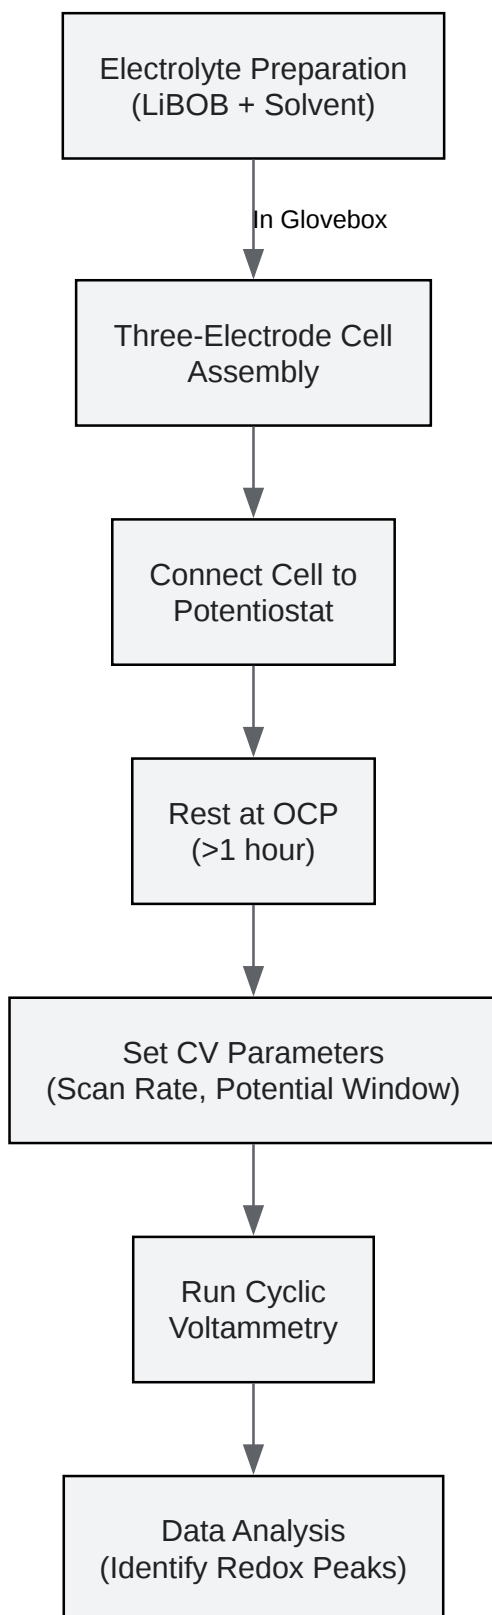 Electrolyte Preparation
(LiBOB + Solvent)
In Glovebox
Three-Electrode Cell
Assembly
Connect Cell to
Potentiostat
Rest at OCP
(>1 hour)
Set CV Parameters
(Scan Rate, Potential Window)
Run Cyclic
Voltammetry
Data Analysis
(Identify Redox Peaks)